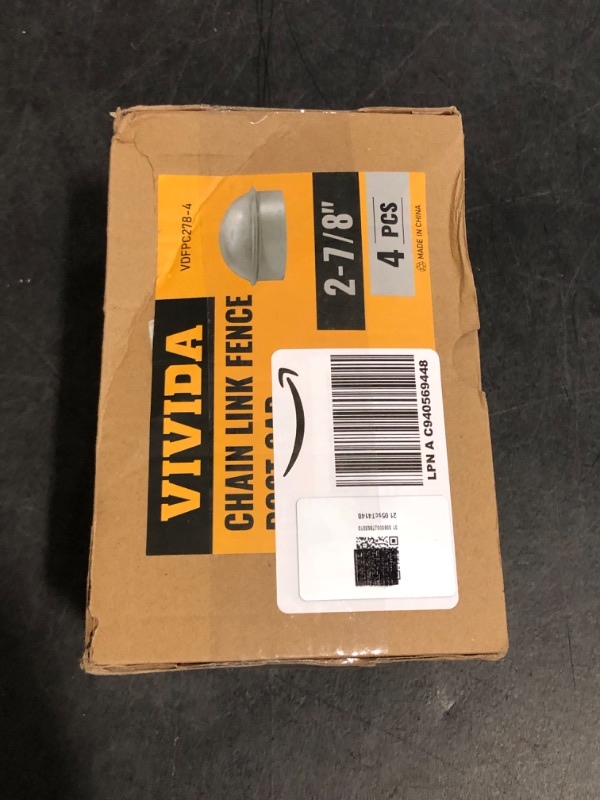 VIVIDA
VDFPC278-4
CHAIN LINK FENCE
2-7/8"
4 PCS
MADE IN CHINA
LPN A C940569448